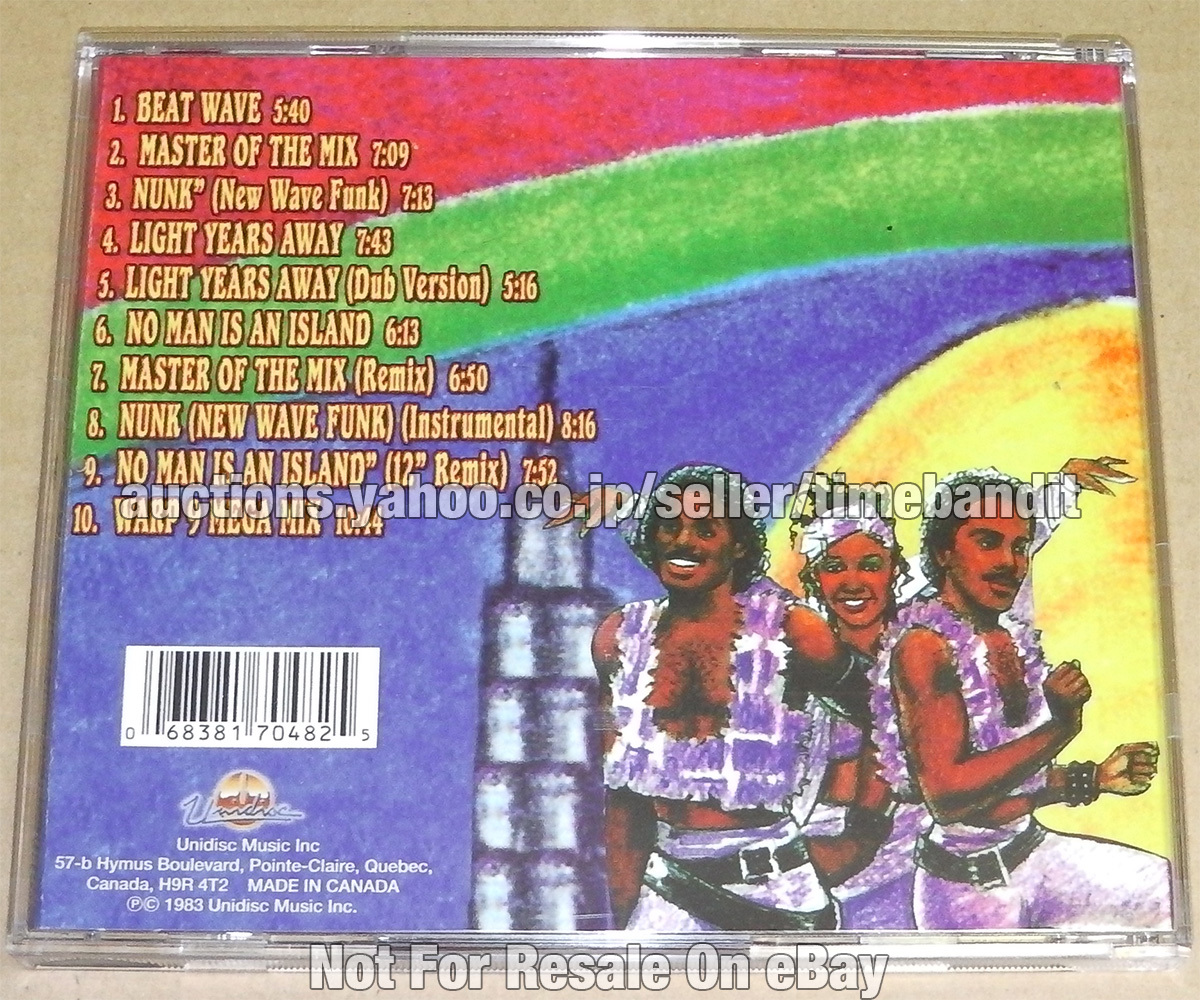 1. BEAT WAVE 5:40
2. MASTER OF THE MIX 7:09
3. NUNK” (New Wave Funk) 7:13
4. LIGHT YEARS AWAY 7:43
5. LIGHT YEARS AWAY (Dub Version) 5:16
6. NO MAN IS AN ISLAND 6:13
7. MASTER OF THE MIX (Remix) 6:50
8. NUNK (NEW WAVE FUNK) (Instrumental) 8:16
9. NO MAN IS AN ISLAND” (12” Remix) 7:52
auctions.yahoo.co.jp/seller/timebandit
10. WARP 9 MEGA MIX
0 68381 70482 5
Unidisc
Unidisc Music Inc
57-b Hymus Boulevard, Pointe-Claire, Quebec,
Canada, H9R 4T2 MADE IN CANADA
℗© 1983 Unidisc Music Inc.
Not For Resale On eBay